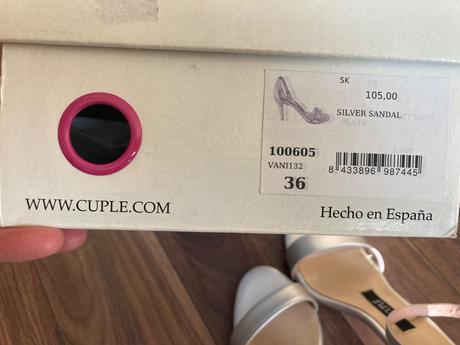 SK
105,00
SILVER SANDAL
100605
VANI132
36
8 433896 987445
WWW.CUPLE.COM
Hecho en España